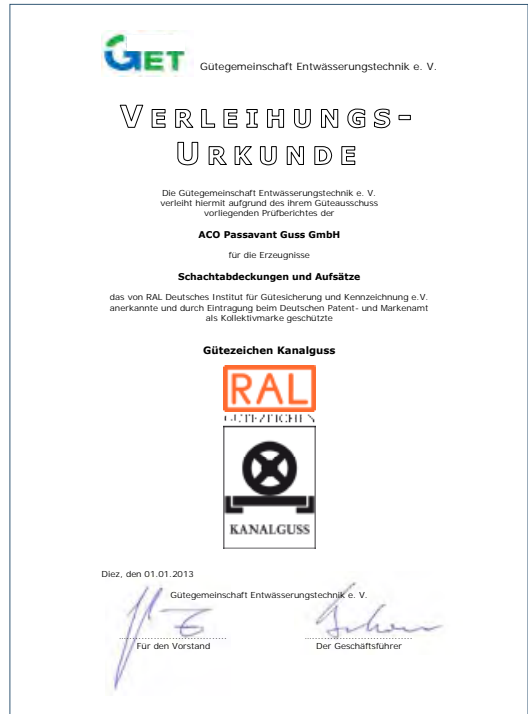 GET Gütegemeinschaft Entwässerungstechnik e. V.
VERLEIHUNGS-
URKUNDE
Die Gütegemeinschaft Entwässerungstechnik e. V.
verleiht hiermit aufgrund des ihrem Güteausschuss
vorliegenden Prüfberichtes der
ACO Passavant Guss GmbH
für die Erzeugnisse
Schachtabdeckungen und Aufsätze
das von RAL Deutsches Institut für Gütesicherung und Kennzeichnung e.V.
anerkannte und durch Eintragung beim Deutschen Patent- und Markenamt
als Kollektivmarke geschützte
Gütezeichen Kanalguss
RAL
GÜTEZEICHEN
KANALGUSS
Diez, den 01.01.2013
Gütegemeinschaft Entwässerungstechnik e. V.
Für den Vorstand Der Geschäftsführer